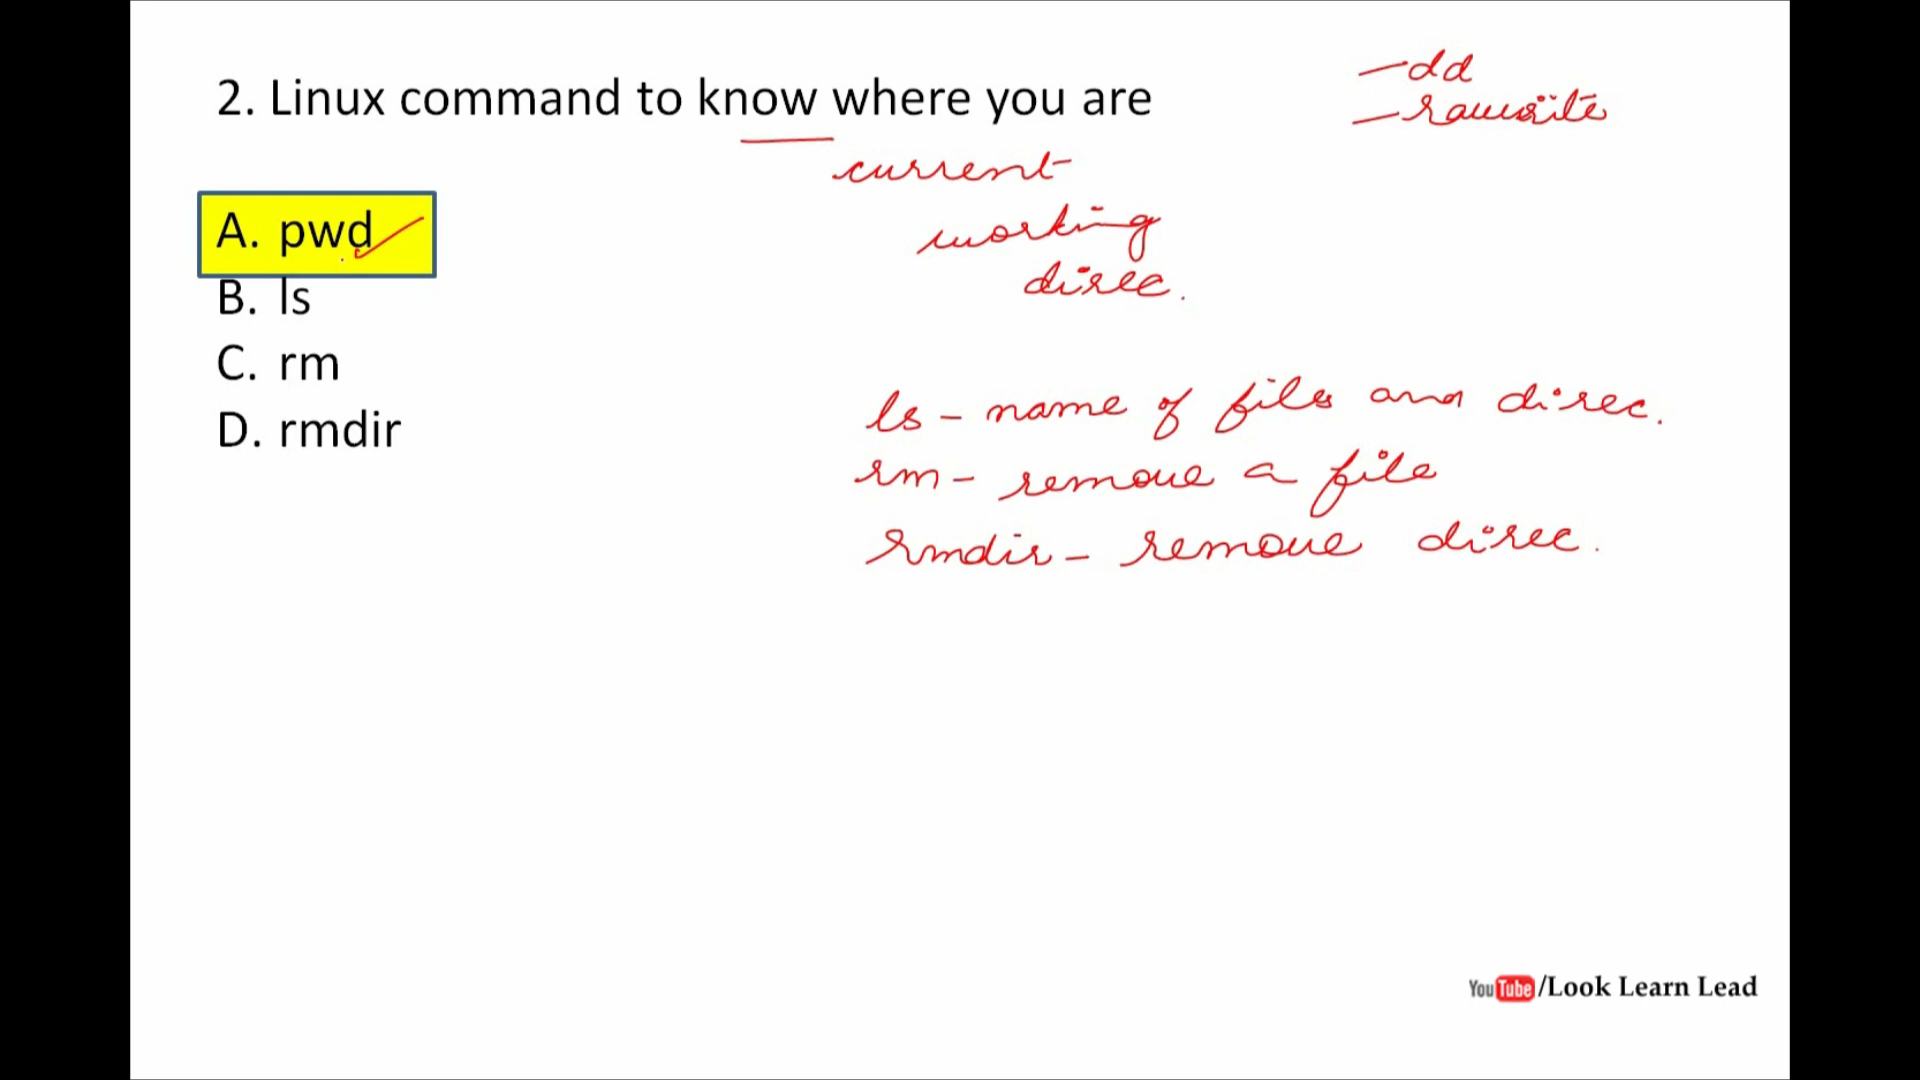 2. Linux command to know where you are
-dd
-rawrite
current
working
direc.
A. pwd
B. ls
C. rm
D. rmdir
ls - name of files and direc.
rm - remove a file
rmdir - remove direc.
YouTube/Look Learn Lead